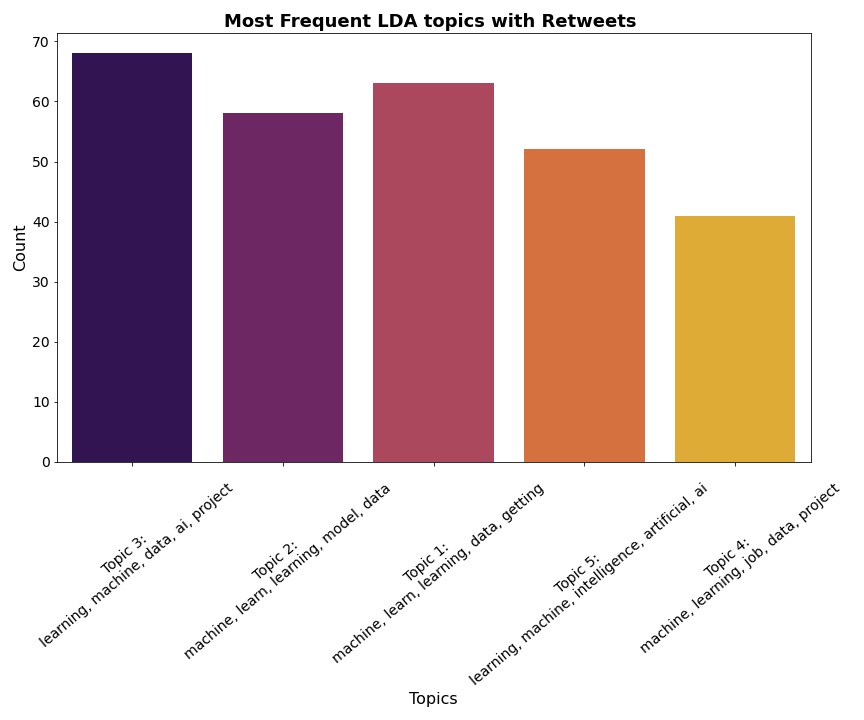 Most Frequent LDA topics with Retweets
70
60
50
40
30
20
10
0
Count
Topic 3:
learning, machine, data, ai, project
Topic 2:
machine, learn, learning, model, data
Topic 1:
machine, learn, learning, data, getting
Topic 5:
learning, machine, intelligence, artificial, ai
Topic 4:
machine, learning, job, data, project
Topics